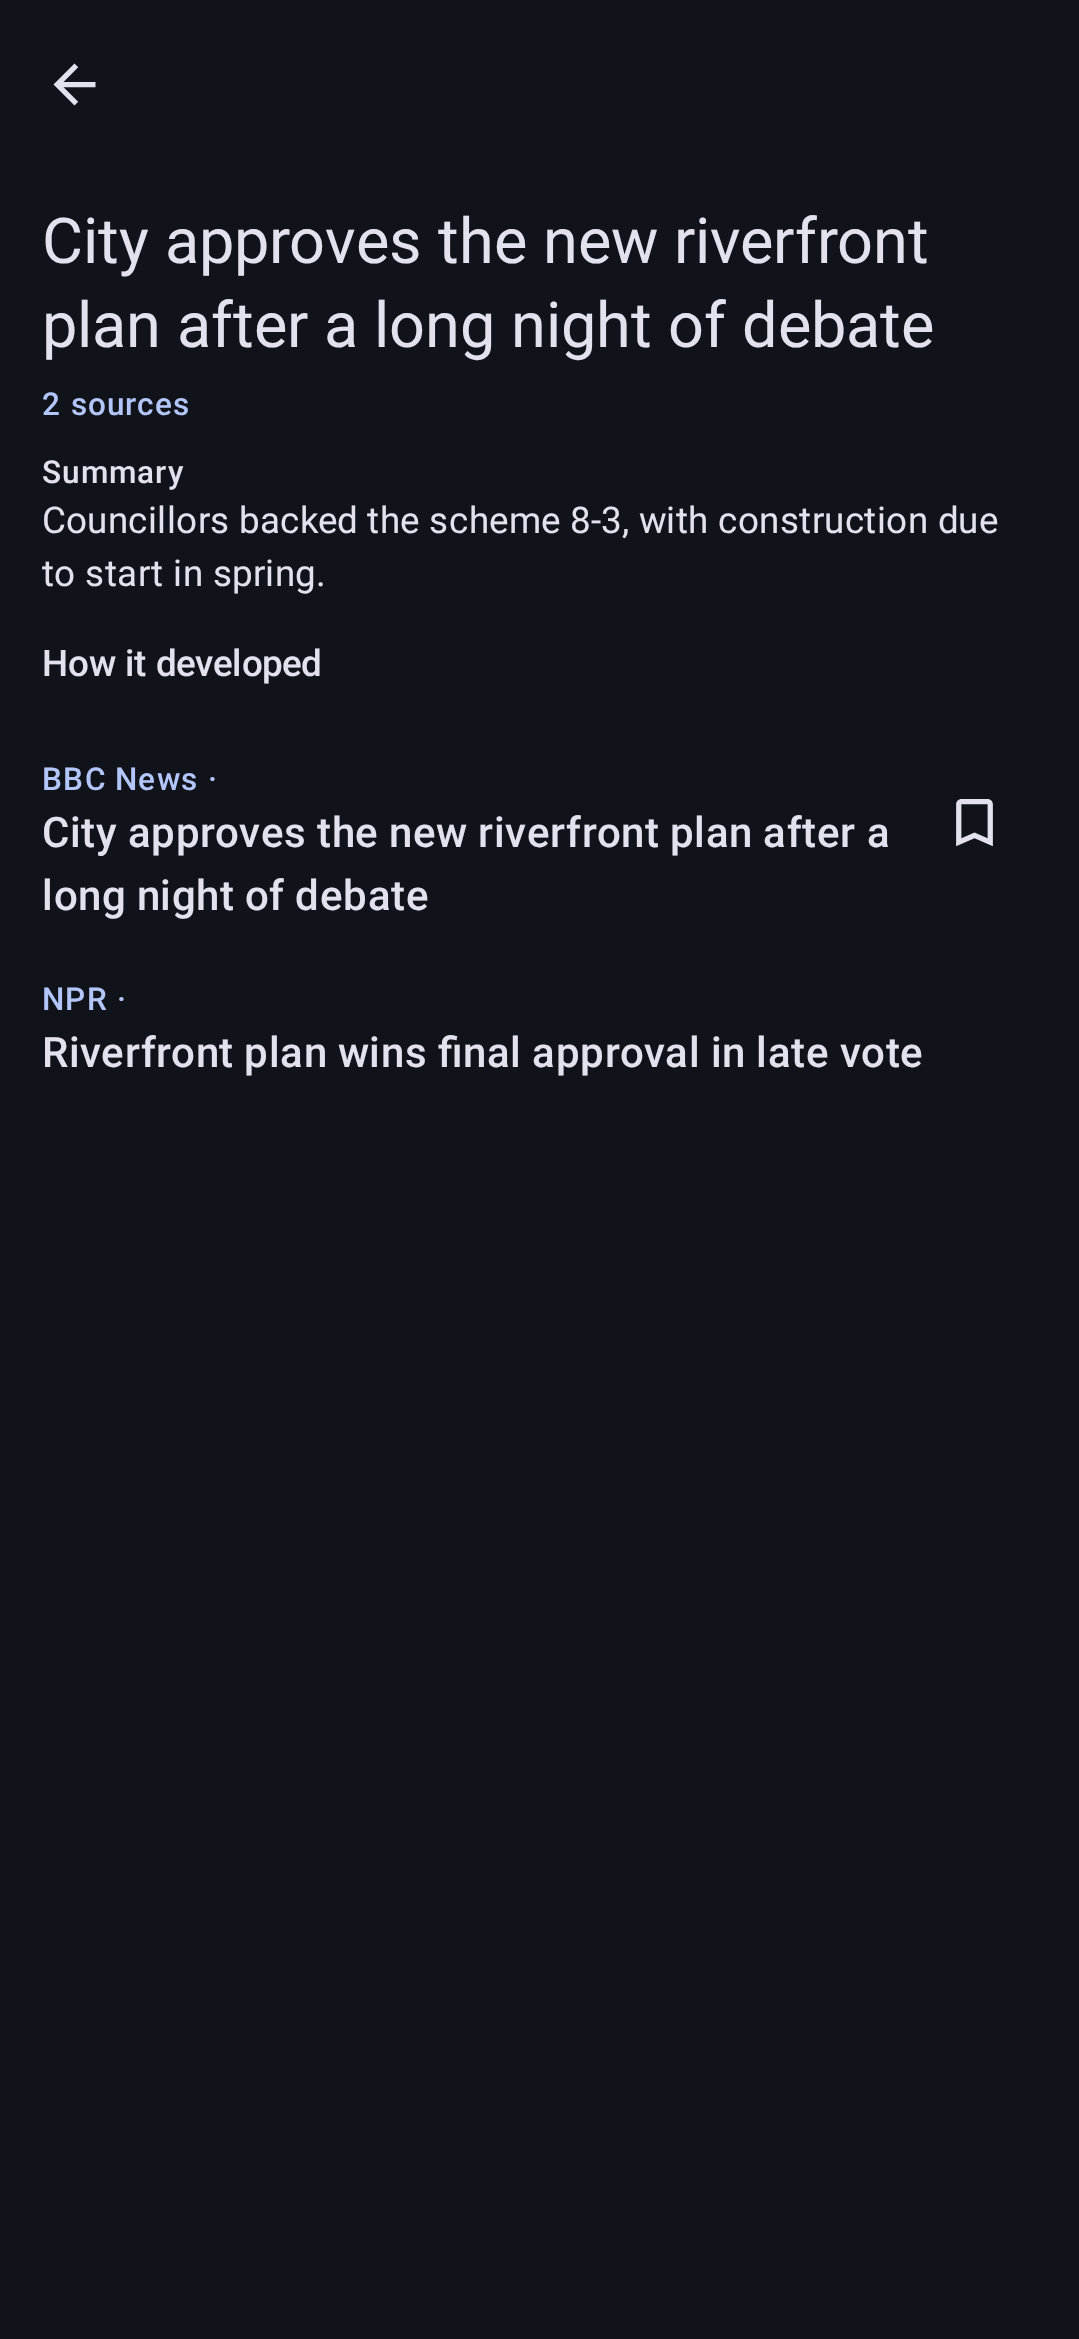 City approves the new riverfront
plan after a long night of debate
2 sources
Summary
Councillors backed the scheme 8-3, with construction due
to start in spring.
How it developed
BBC News ·
City approves the new riverfront plan after a
long night of debate
NPR ·
Riverfront plan wins final approval in late vote